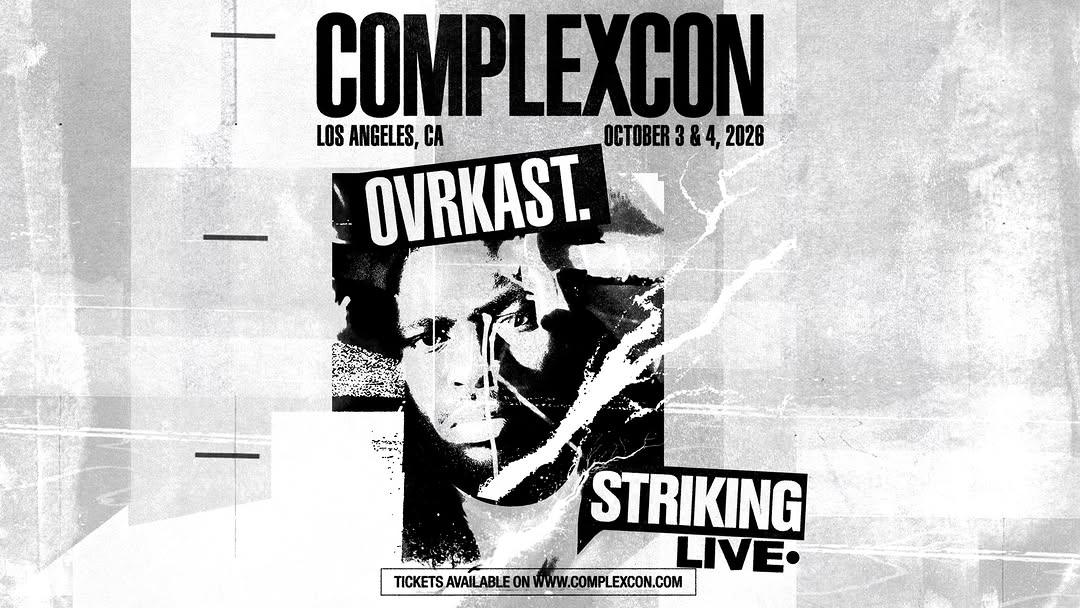 COMPLEXCON
LOS ANGELES, CA OCTOBER 3 & 4, 2026
OVRKAST.
STRIKING
LIVE•
TICKETS AVAILABLE ON WWW.COMPLEXCON.COM